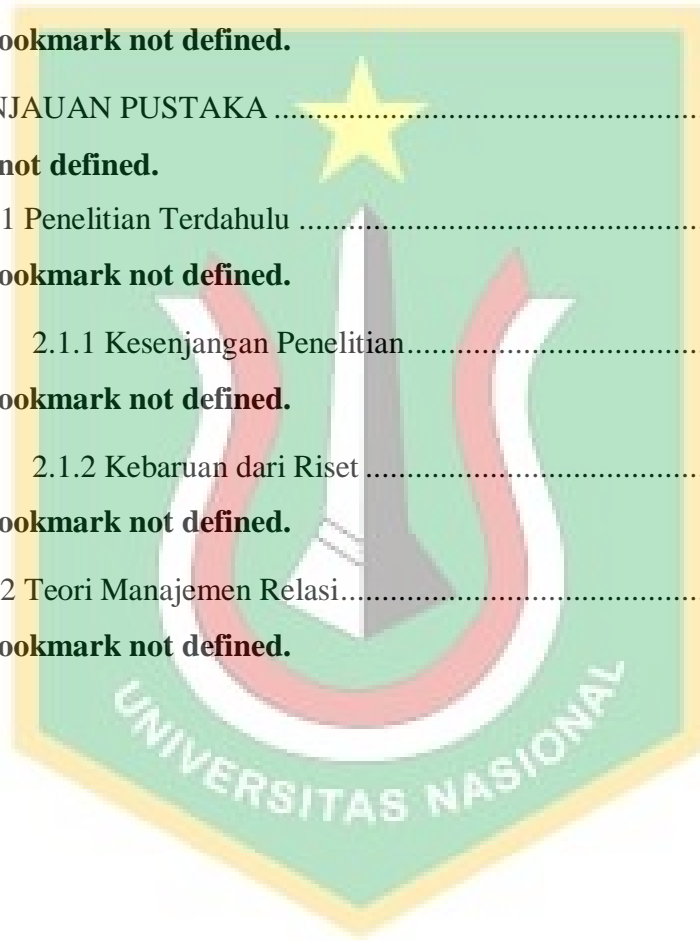 ookmark not defined.
NJAUAN PUSTAKA ............................................................
not defined.
1 Penelitian Terdahulu ............................................................
ookmark not defined.
2.1.1 Kesenjangan Penelitian............................................
ookmark not defined.
2.1.2 Kebaruan dari Riset ................................................
ookmark not defined.
2 Teori Manajemen Relasi....................................................
ookmark not defined.
UNIVERSITAS NASIONAL